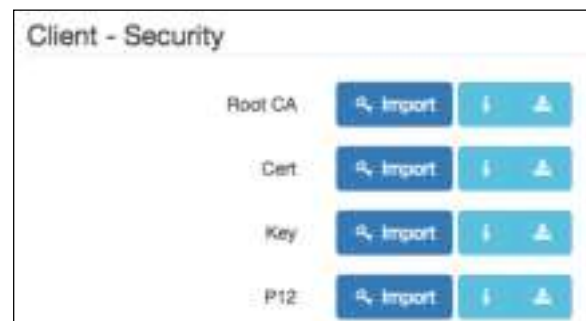 Client - Security
Root CA Import
Cert Import
Key Import
P12 Import